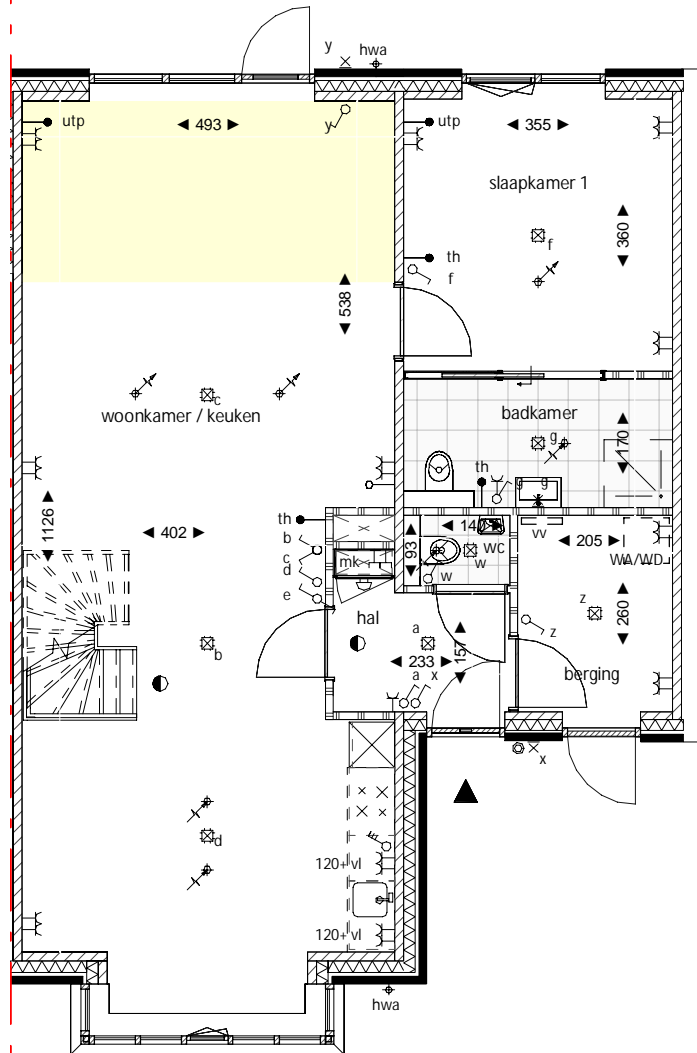 y
hwa
utp
493
y
utp
355
slaapkamer 1
f
360
th
f
538
c
woonkamer / keuken
badkamer
g
170
th
g
g
1126
402
th
b
c
d
e
mk
93
140
wc
w
w
vv
205
WA/WD
260
hal
a
z
z
b
233
157
berging
a
x
x
d
120+ vl
120+ vl
hwa